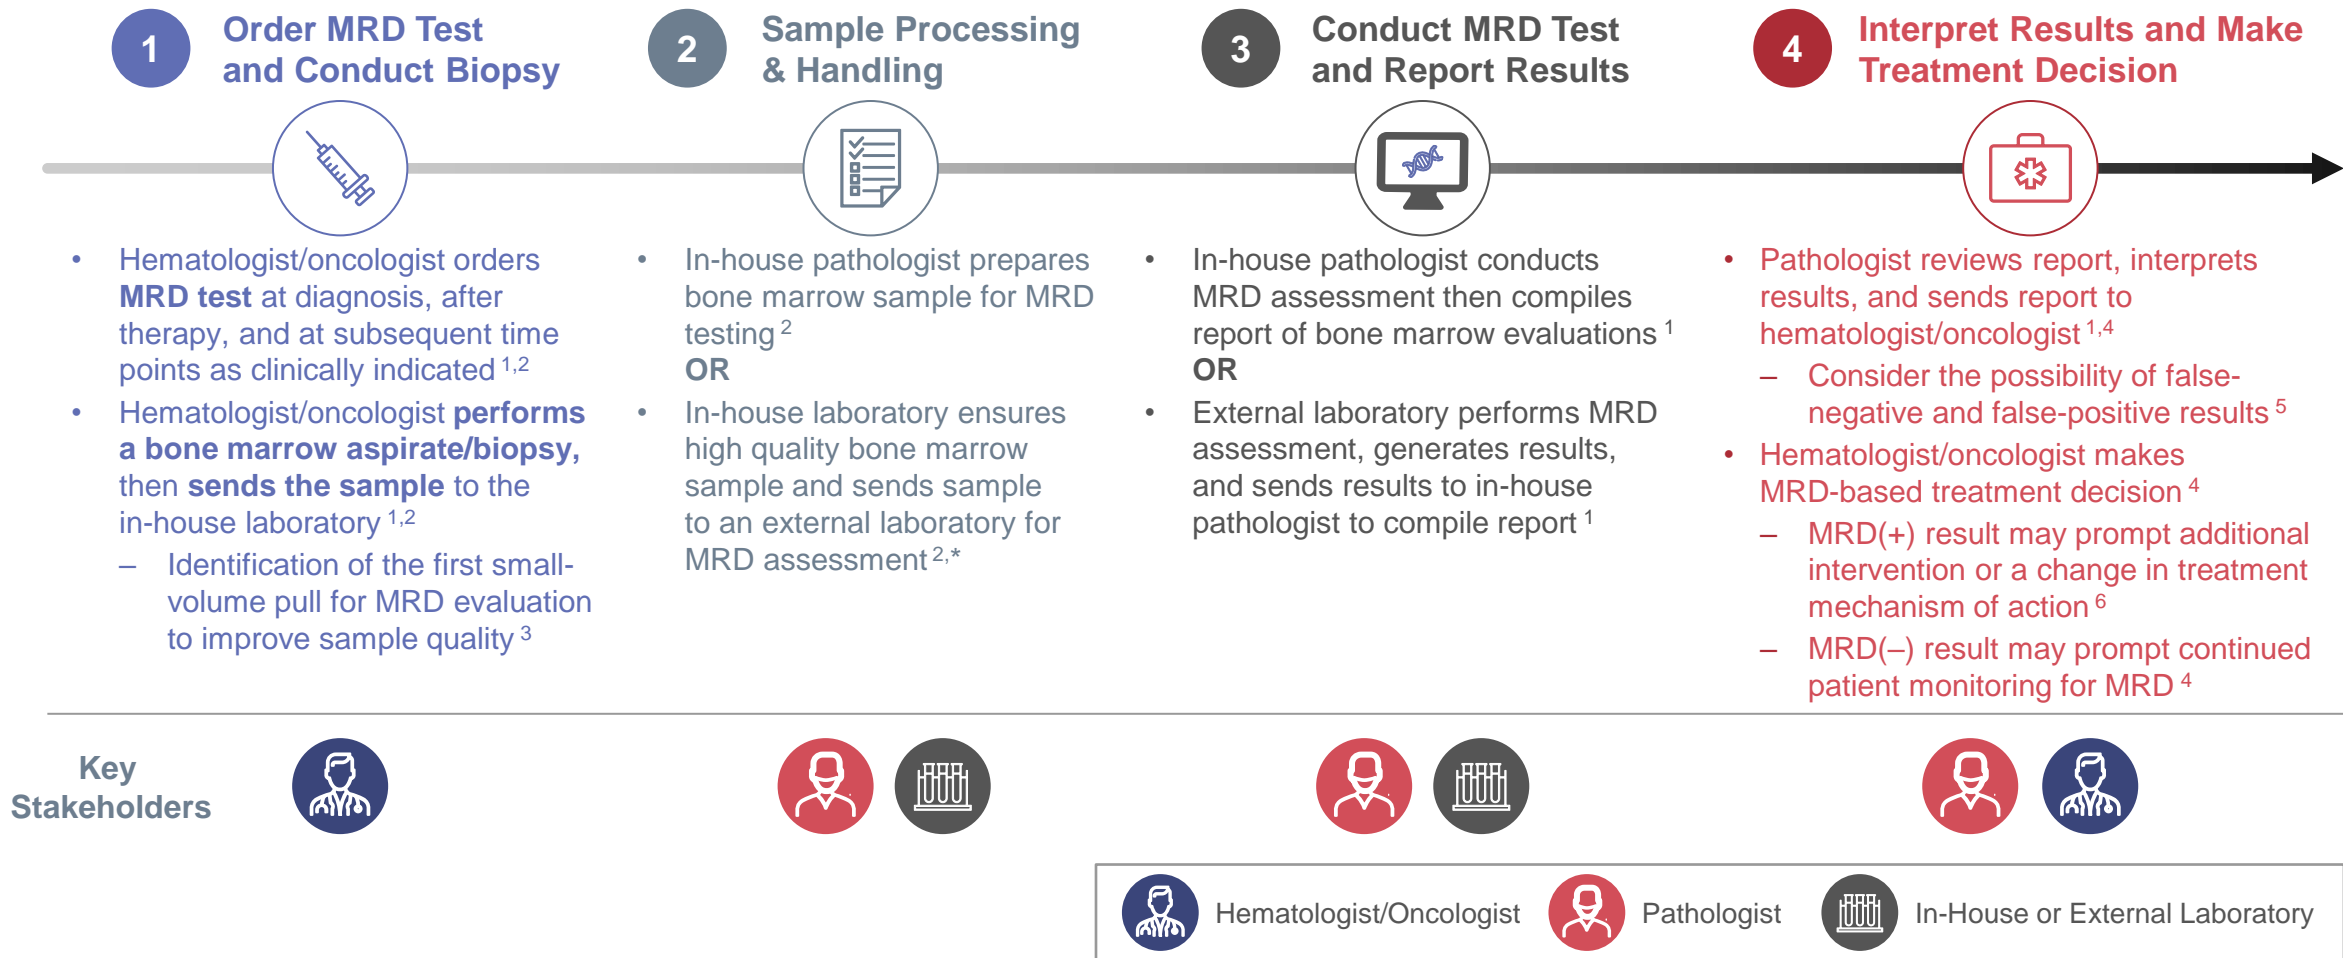 1
Order MRD Test
and Conduct Biopsy
2
Sample Processing
& Handling
3
Conduct MRD Test
and Report Results
4
Interpret Results and Make
Treatment Decision
• Hematologist/oncologist orders
MRD test at diagnosis, after
therapy, and at subsequent time
points as clinically indicated 1,2
• Hematologist/oncologist performs
a bone marrow aspirate/biopsy,
then sends the sample to the
in-house laboratory 1,2
– Identification of the first small-
volume pull for MRD evaluation
to improve sample quality 3
• In-house pathologist prepares
bone marrow sample for MRD
testing 2
OR
• In-house laboratory ensures
high quality bone marrow
sample and sends sample
to an external laboratory for
MRD assessment 2,*
• In-house pathologist conducts
MRD assessment then compiles
report of bone marrow evaluations 1
OR
• External laboratory performs MRD
assessment, generates results,
and sends results to in-house
pathologist to compile report 1
• Pathologist reviews report, interprets
results, and sends report to
hematologist/oncologist 1,4
– Consider the possibility of false-
negative and false-positive results 5
• Hematologist/oncologist makes
MRD-based treatment decision 4
– MRD(+) result may prompt additional
intervention or a change in treatment
mechanism of action 6
– MRD(–) result may prompt continued
patient monitoring for MRD 4
Key
Stakeholders
Hematologist/Oncologist
Pathologist
In-House or External Laboratory